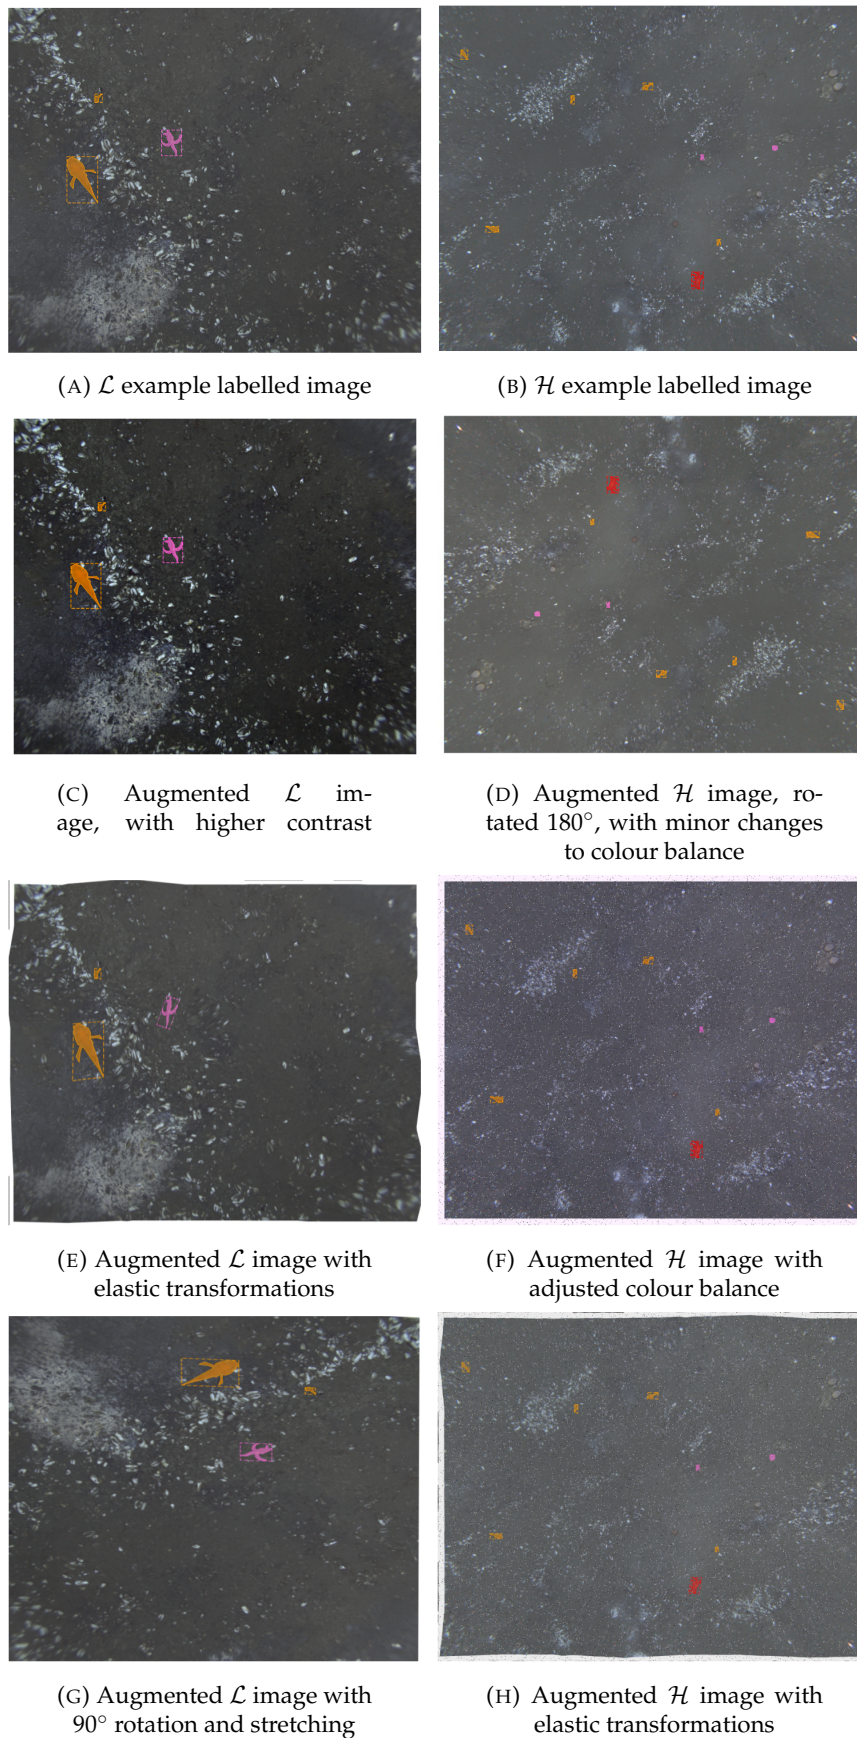 (A) ℒ example labelled image
(B) ℋ example labelled image
(C) Augmented ℒ im-
age, with higher contrast
(D) Augmented ℋ image, ro-
tated 180°, with minor changes
to colour balance
(E) Augmented ℒ image with
elastic transformations
(F) Augmented ℋ image with
adjusted colour balance
(G) Augmented ℒ image with
90° rotation and stretching
(H) Augmented ℋ image with
elastic transformations